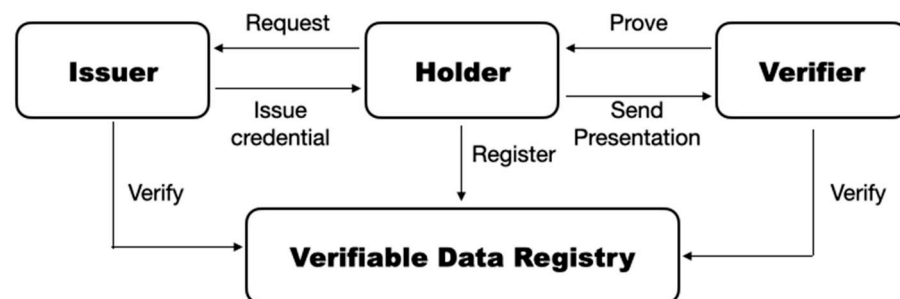 Request
Prove
Issuer
Holder
Verifier
Issue
credential
Send
Presentation
Register
Verify
Verify
Verifiable Data Registry